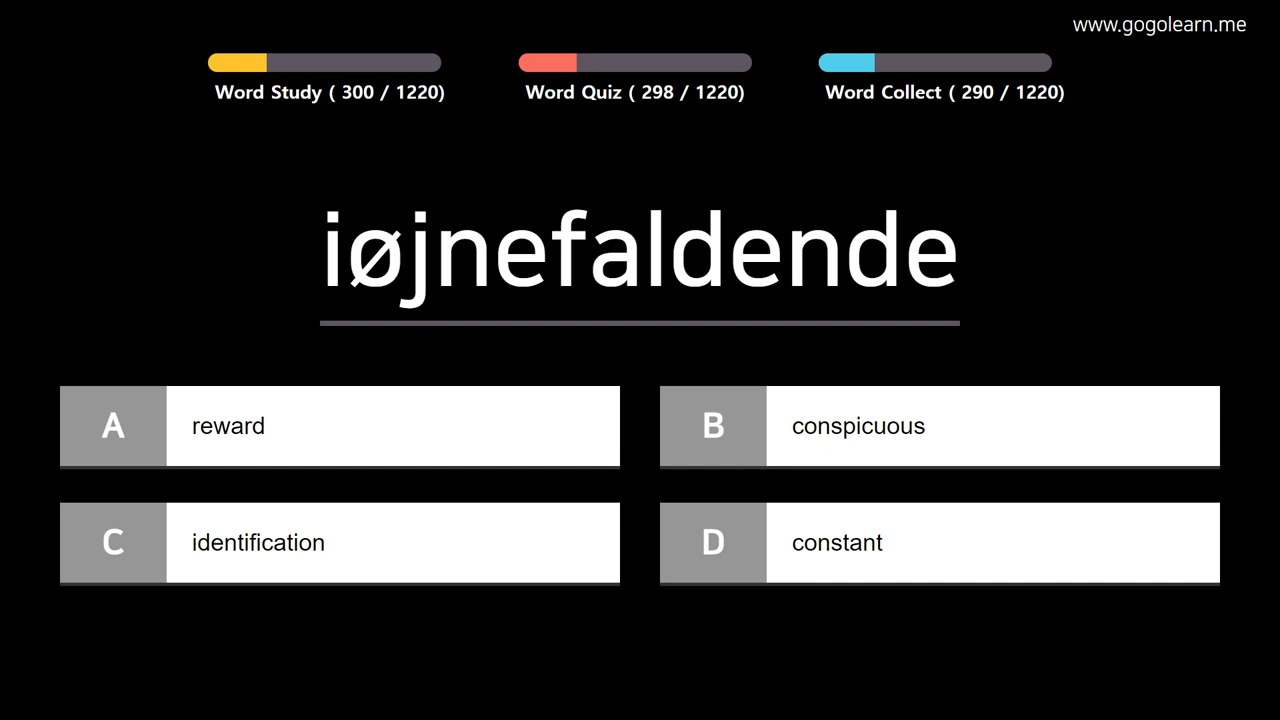 www.gogolearn.me
Word Study ( 300 / 1220)
Word Quiz ( 298 / 1220)
Word Collect ( 290 / 1220)
iøjnefaldende
A reward
B conspicuous
C identification
D constant